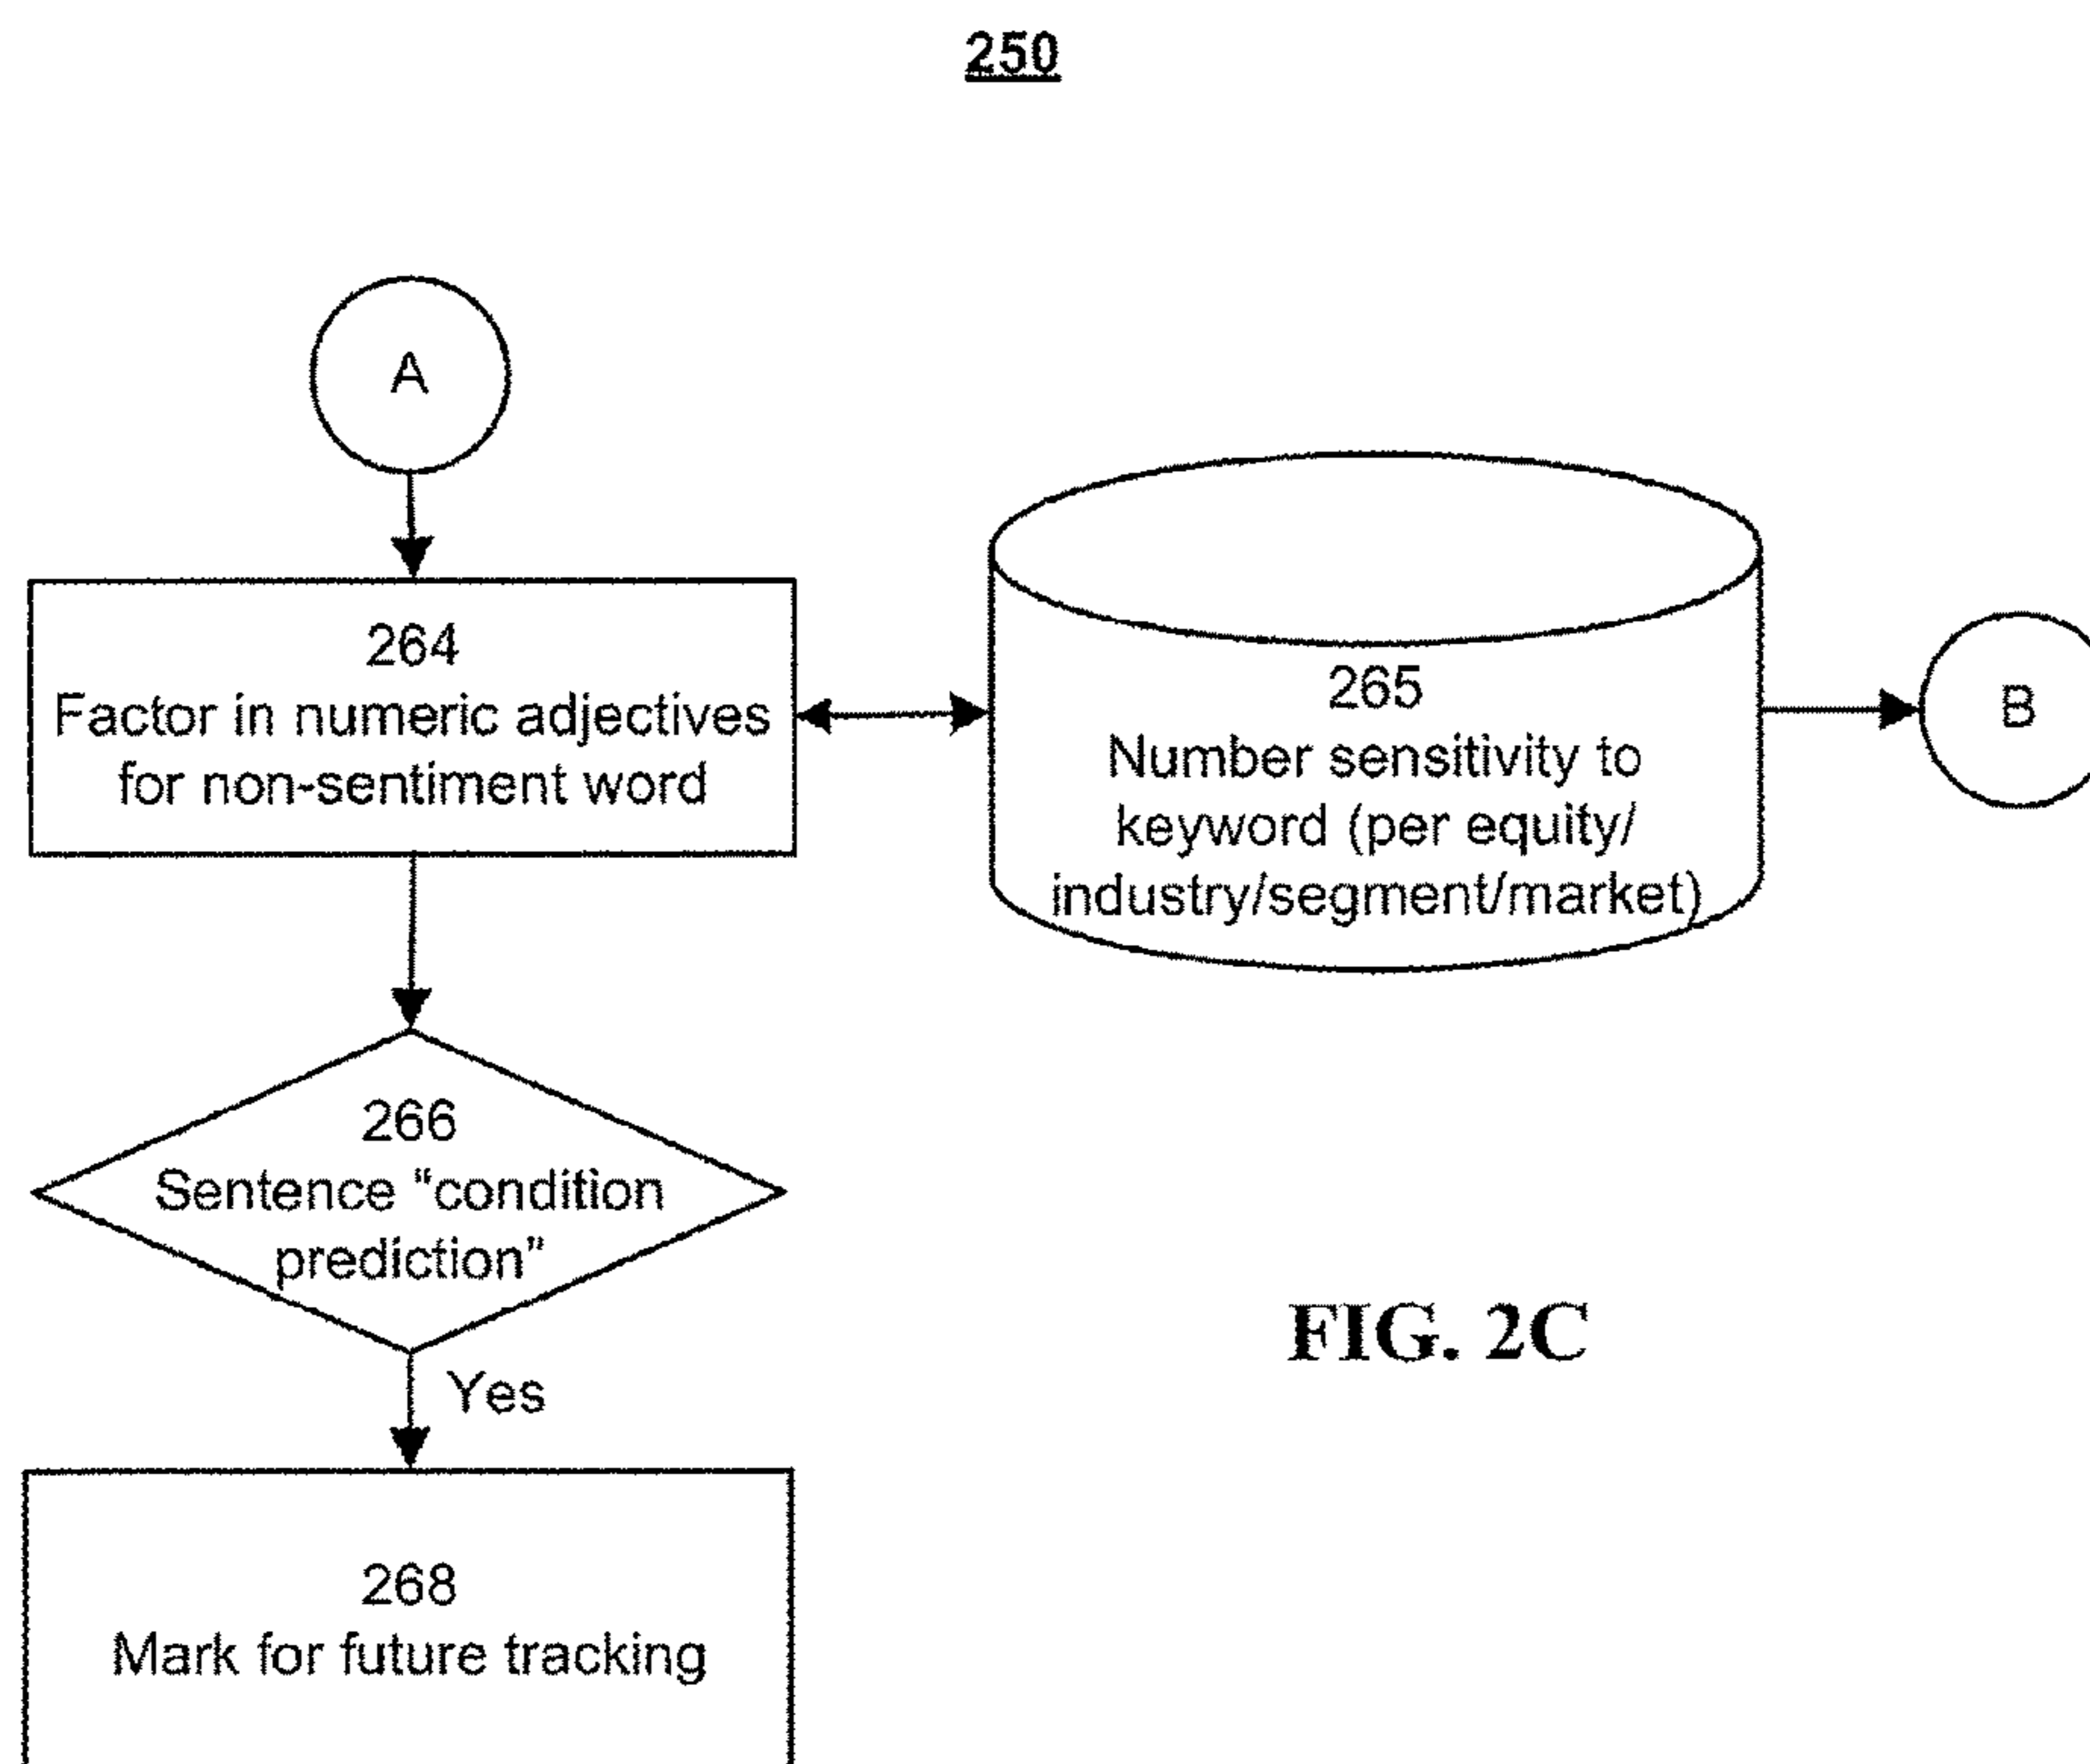 250
A
264
Factor in numeric adjectives
for non-sentiment word
265
Number sensitivity to
keyword (per equity/
industry/segment/market)
B
266
Sentence “condition
prediction”
Yes
FIG. 2C
268
Mark for future tracking